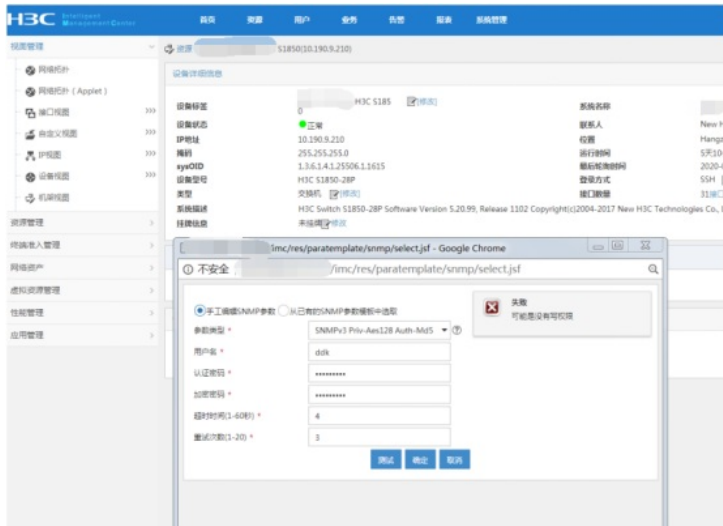 H3C Intelligent Management Center
首页 资源 用户 业务 告警 报表 系统管理
视图管理
资源 S1850(10.190.9.210)
网络拓扑
网络拓扑 ( Applet )
接口视图
自定义视图
IP视图
设备视图
机架视图
资源管理
终端准入管理
网络资产
虚拟资源管理
性能管理
应用管理
设备详细信息
设备标签 H3C S185 [修改]
0
系统名称
设备状态 正常
联系人 New H
IP地址 10.190.9.210
位置 Hanga
掩码 255.255.255.0
运行时间 5天10
sysOID 1.3.6.1.4.1.25506.1.1615
最后轮询时间 2020-
设备型号 H3C S1850-28P
登录方式 SSH
类型 交换机 [修改]
接口数量 31[接口
系统描述 H3C Switch S1850-28P Software Version 5.20.99, Release 1102 Copyright(c)2004-2017 New H3C Technologies Co.,
挂牌信息 未挂牌 修改
/imc/res/paratemplate/snmp/select.jsf - Google Chrome
不安全 /imc/res/paratemplate/snmp/select.jsf
手工编辑SNMP参数 从已有的SNMP参数模板中选取
失败
可能是没有写权限
参数类型 * SNMPv3 Priv-Aes128 Auth-Md5
用户名 * ddk
认证密码 * •••••••••
加密密码 * •••••••••
超时时间(1-60秒) * 4
重试次数(1-20) * 3
测试 确定 取消